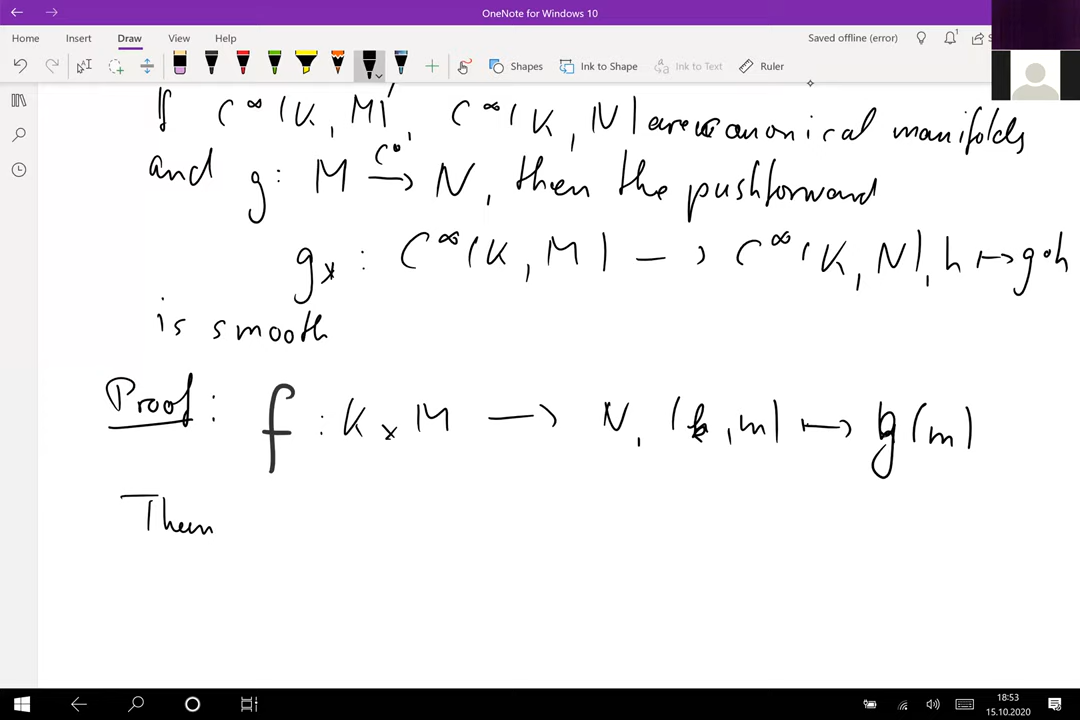 OneNote for Windows 10
Home Insert Draw View Help
Saved offline (error)
Shapes Ink to Shape Ink to Text Ruler
If C^∞(K, M), C^∞(K, N) are canonical manifolds
and g: M →^{C^∞} N, then the pushforward
g_* : C^∞(K, M) → C^∞(K, N), h ↦ g∘h
is smooth
Proof: f : K × M → N, (k, m) ↦ g(m)
Then
18:53
15.10.2020